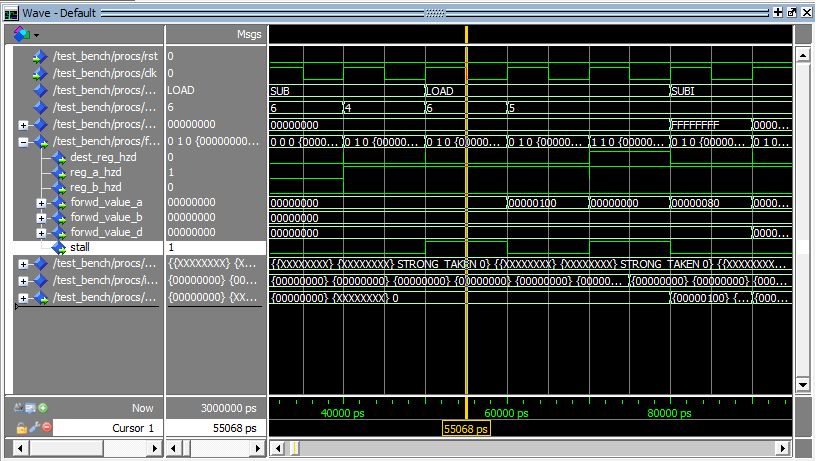 Wave - Default
Msgs
/test_bench/procs/rst 0
/test_bench/procs/clk 0
/test_bench/procs/... LOAD SUB LOAD SUBI
/test_bench/procs/... 6 6 4 6 5
/test_bench/procs/... 00000000 00000000 FFFFFFFF 0000...
/test_bench/procs/f... 0 1 0 {00000000... 0 0 0 {0000... 0 1 0 {00000... 0 1 0 {00000... 0 1 0 {00000... 1 1 0 {00000... 0 1 0 {00000... 0 1 0...
dest_reg_hzd 0
reg_a_hzd 1
reg_b_hzd 0
forwd_value_a 00000000 00000000 00000100 00000000 00000080 0000...
forwd_value_b 00000000 00000000
forwd_value_d 00000000 00000000 0000...
stall 1
/test_bench/procs/... {{XXXXXXXX} {X... {{XXXXXXXX} {XXXXXXXX} STRONG_TAKEN 0} {{XXXXXXXX} {XXXXXXXX} STRONG_TAKEN 0} {{XXXXXXXX...
/test_bench/procs/i... {00000000} {000... {00000000} {00000000} {00000000} {00000000} {00000... {00000000} {00000000} {000...
/test_bench/procs/... {00000000} {XX... {00000000} {XXXXXXXX} 0 {00000100} {... {000...
Now 3000000 ps 40000 ps 60000 ps 80000 ps
Cursor 1 55068 ps 55068 ps